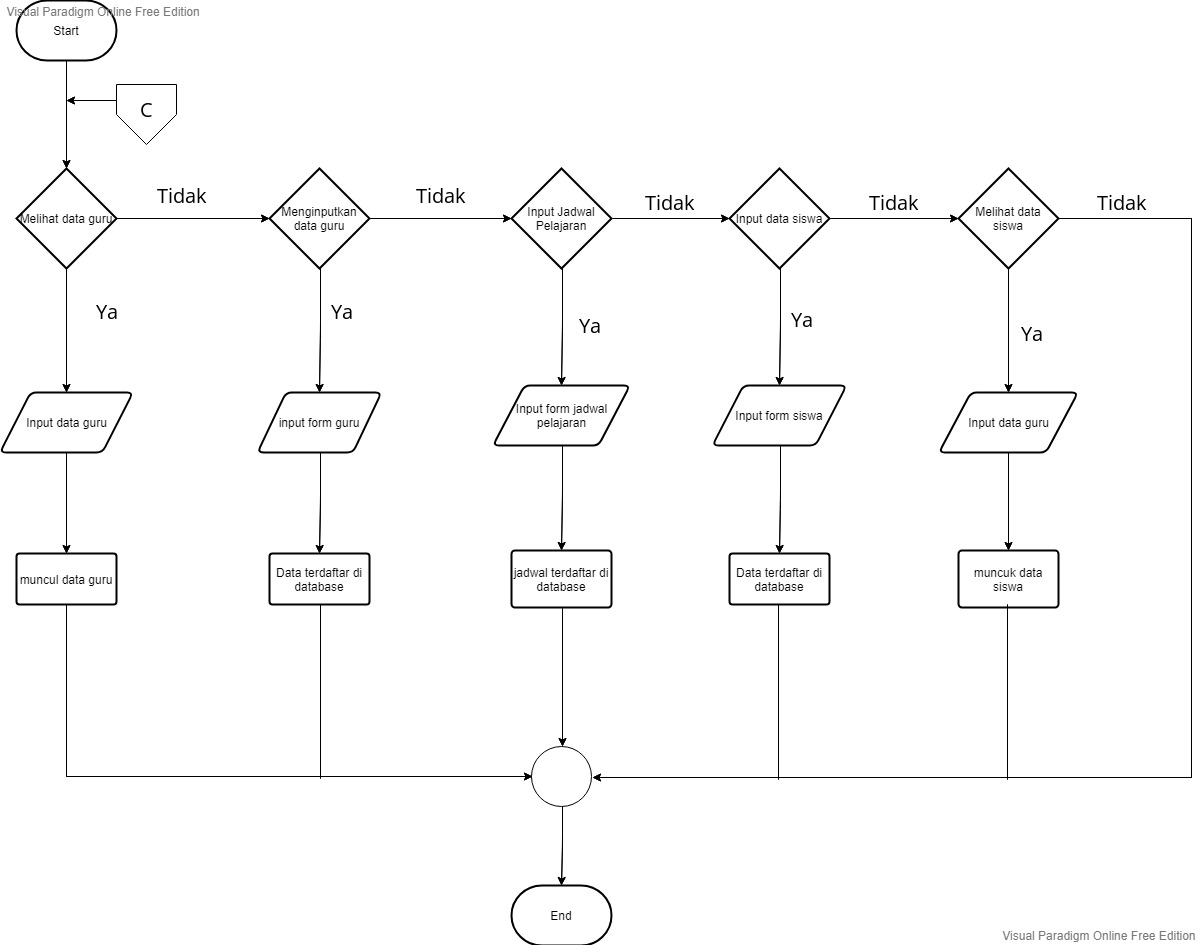 Visual Paradigm Online Free Edition
Start
C
Tidak
Tidak
Tidak
Tidak
Tidak
Melihat data guru
Menginputkan
data guru
Input Jadwal
Pelajaran
Input data siswa
Melihat data
siswa
Ya
Ya
Ya
Ya
Ya
Input data guru
input form guru
Input form jadwal
pelajaran
Input form siswa
Input data guru
muncul data guru
Data terdaftar di
database
jadwal terdaftar di
database
Data terdaftar di
database
muncuk data
siswa
End
Visual Paradigm Online Free Edition